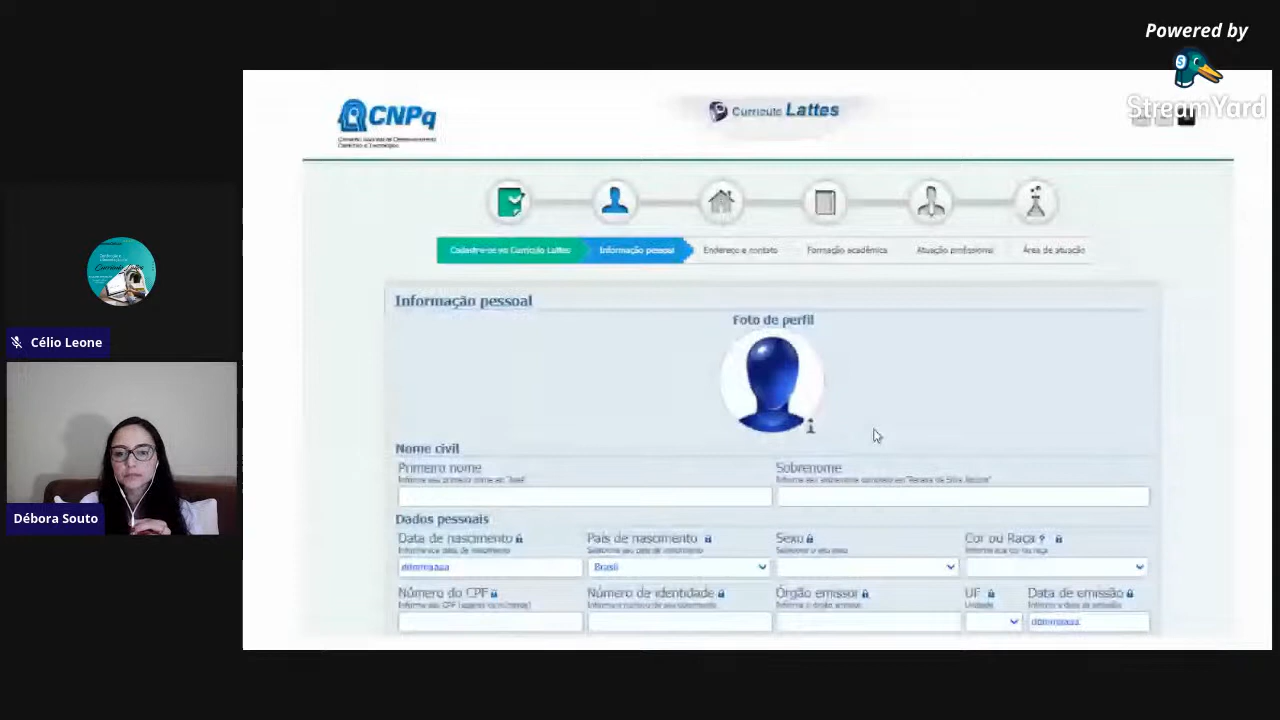 Powered by
StreamYard
CNPq
Currículo Lattes
Cadastre-se no Currículo Lattes
Informação pessoal
Endereço e contato
Formação acadêmica
Atuação profissional
Área de atuação
Informação pessoal
Foto de perfil
Nome civil
Primeiro nome
Sobrenome
Dados pessoais
Data de nascimento
País de nascimento
Sexo
Cor ou Raça ?
Brasil
Número do CPF
Número de identidade
Órgão emissor
UF
Data de emissão
Célio Leone
Débora Souto